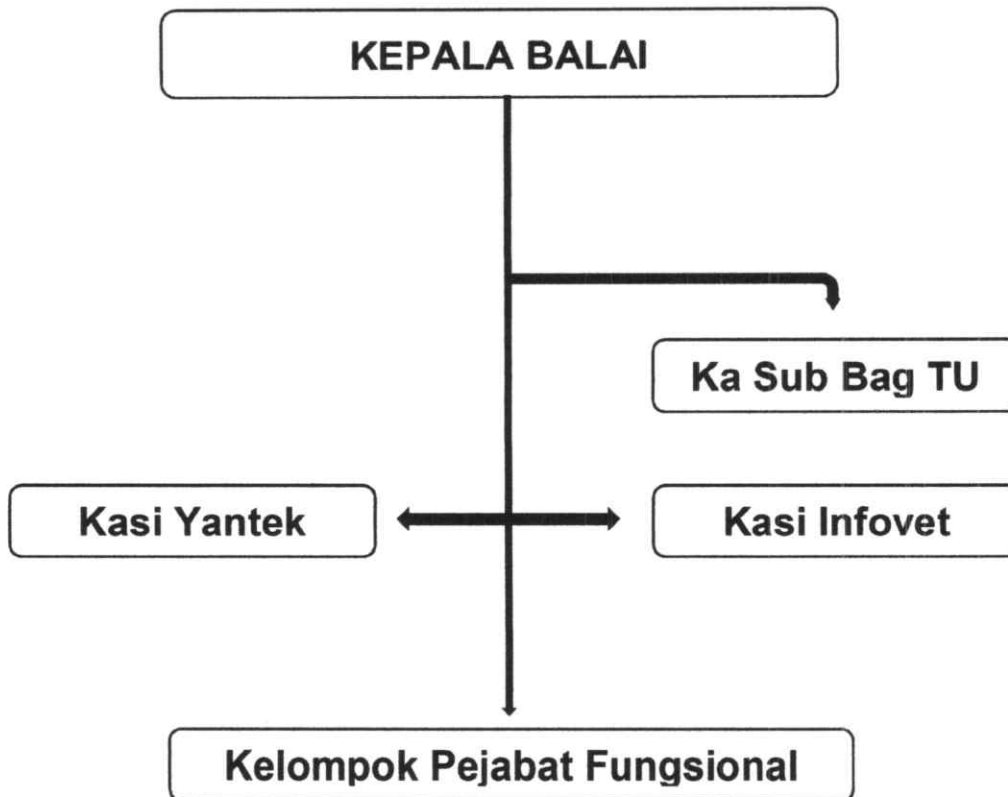 KEPALA BALAI
Ka Sub Bag TU
Kasi Yantek
Kasi Infovet
Kelompok Pejabat Fungsional